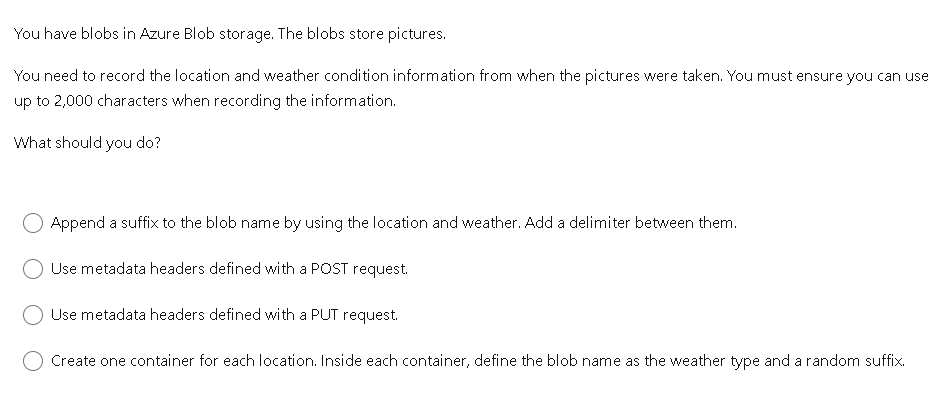 You have blobs in Azure Blob storage. The blobs store pictures.
You need to record the location and weather condition information from when the pictures were taken. You must ensure you can use
up to 2,000 characters when recording the information.
What should you do?
Append a suffix to the blob name by using the location and weather. Add a delimiter between them.
Use metadata headers defined with a POST request.
Use metadata headers defined with a PUT request.
Create one container for each location. Inside each container, define the blob name as the weather type and a random suffix.